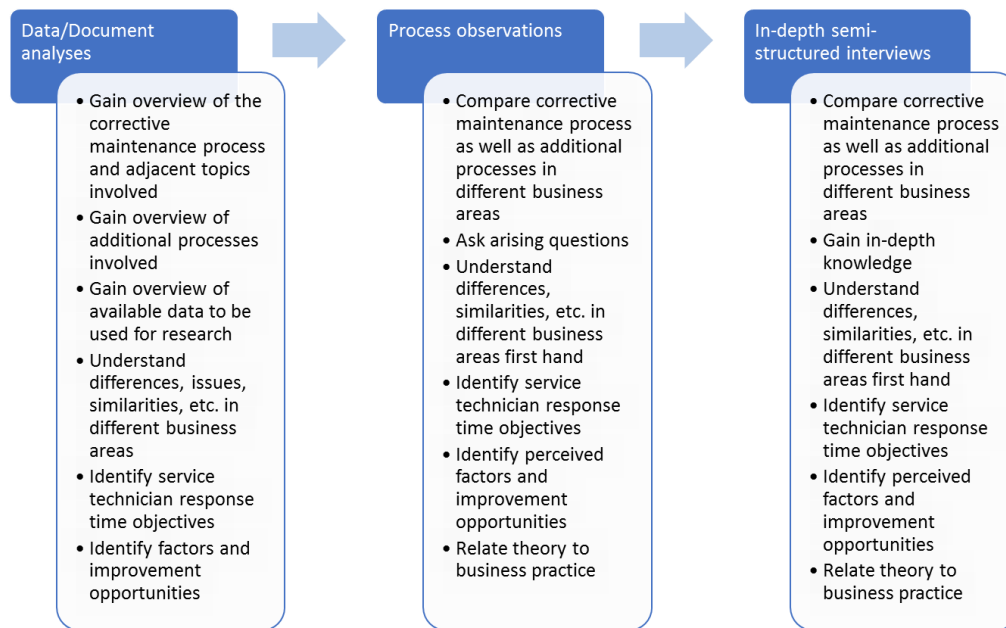 Data/Document
analyses
• Gain overview of the
corrective
maintenance process
and adjacent topics
involved
• Gain overview of
additional processes
involved
• Gain overview of
available data to be
used for research
• Understand
differences, issues,
similarities, etc. in
different business
areas
• Identify service
technician response
time objectives
• Identify factors and
improvement
opportunities
Process observations
• Compare corrective
maintenance process
as well as additional
processes in
different business
areas
• Ask arising questions
• Understand
differences,
similarities, etc. in
different business
areas first hand
• Identify service
technician response
time objectives
• Identify perceived
factors and
improvement
opportunities
• Relate theory to
business practice
In-depth semi-
structured interviews
• Compare corrective
maintenance process
as well as additional
processes in
different business
areas
• Gain in-depth
knowledge
• Understand
differences,
similarities, etc. in
different business
areas first hand
• Identify service
technician response
time objectives
• Identify perceived
factors and
improvement
opportunities
• Relate theory to
business practice